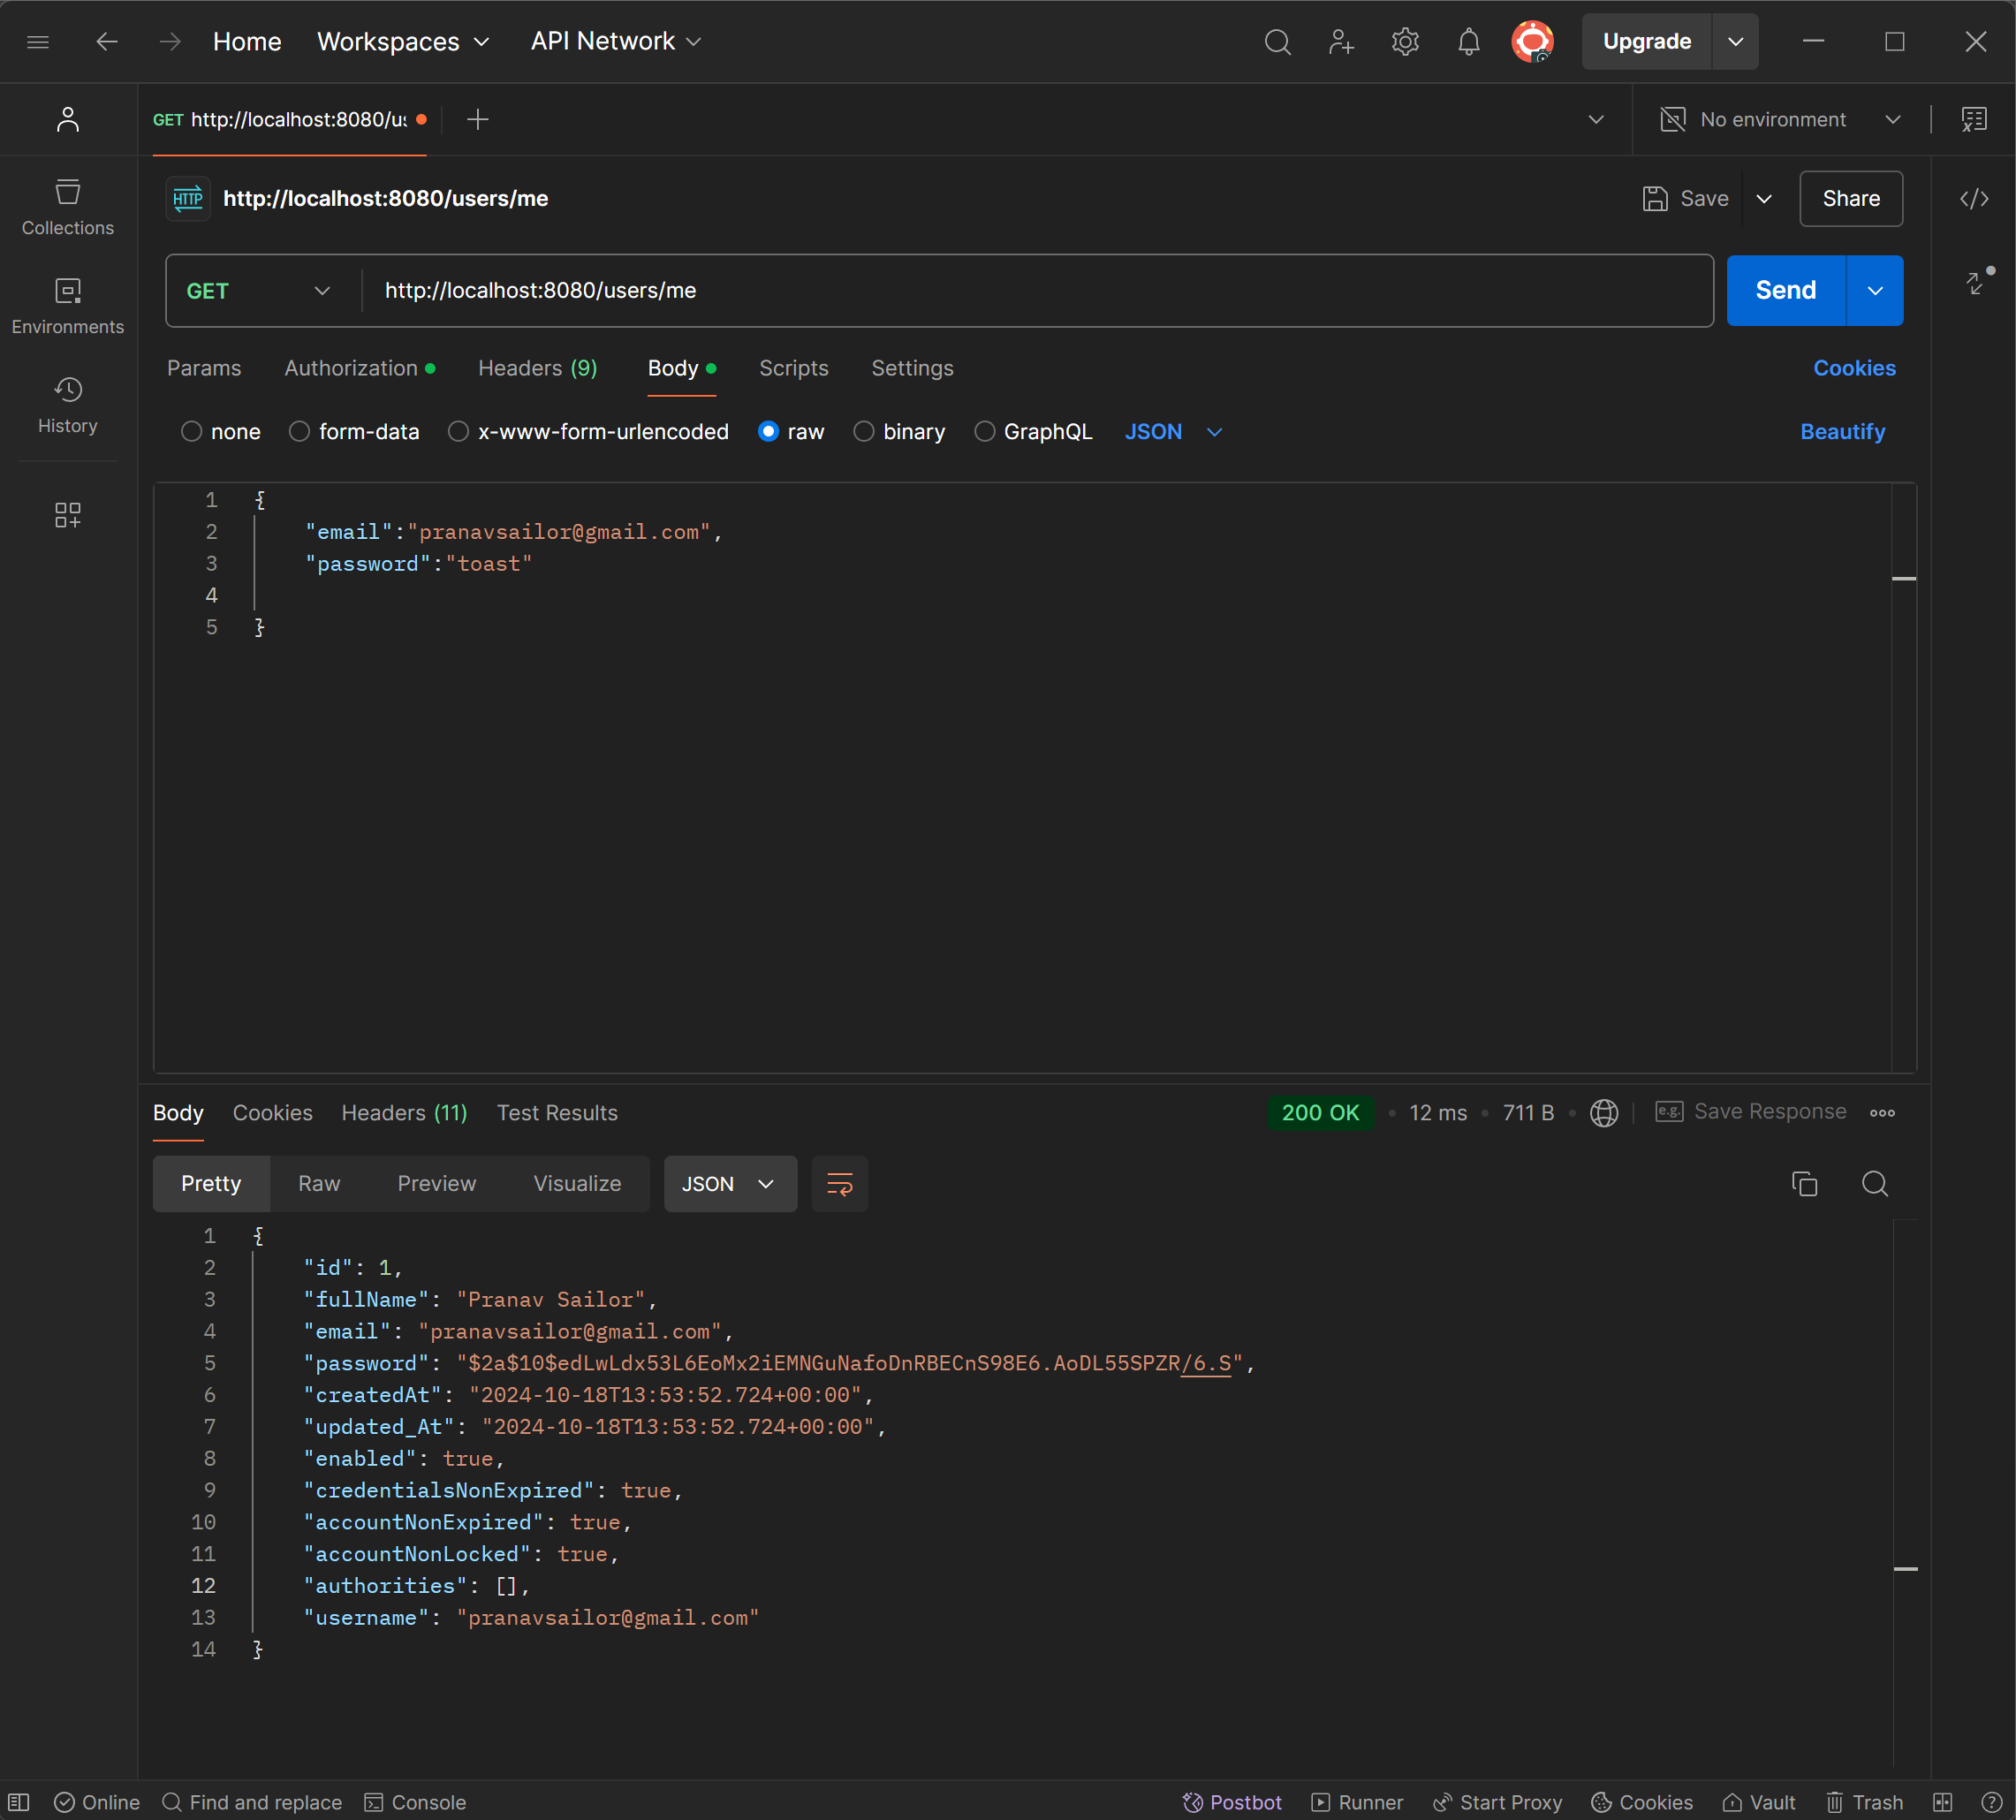 Home Workspaces API Network Upgrade
GET http://localhost:8080/us No environment
HTTP http://localhost:8080/users/me Save Share
GET http://localhost:8080/users/me Send
Collections
Environments
History
Params Authorization Headers (9) Body Scripts Settings Cookies
none form-data x-www-form-urlencoded raw binary GraphQL JSON Beautify
1 {
2 "email":"pranavsailor@gmail.com",
3 "password":"toast"
4
5 }
Body Cookies Headers (11) Test Results 200 OK • 12 ms • 711 B • e.g. Save Response
Pretty Raw Preview Visualize JSON
1 {
2 "id": 1,
3 "fullName": "Pranav Sailor",
4 "email": "pranavsailor@gmail.com",
5 "password": "$2a$10$edLwLdx53L6EoMx2iEMNGuNafoDnRBECnS98E6.AoDL55SPZR/6.S",
6 "createdAt": "2024-10-18T13:53:52.724+00:00",
7 "updated_At": "2024-10-18T13:53:52.724+00:00",
8 "enabled": true,
9 "credentialsNonExpired": true,
10 "accountNonExpired": true,
11 "accountNonLocked": true,
12 "authorities": [],
13 "username": "pranavsailor@gmail.com"
14 }
Online Find and replace Console Postbot Runner Start Proxy Cookies Vault Trash